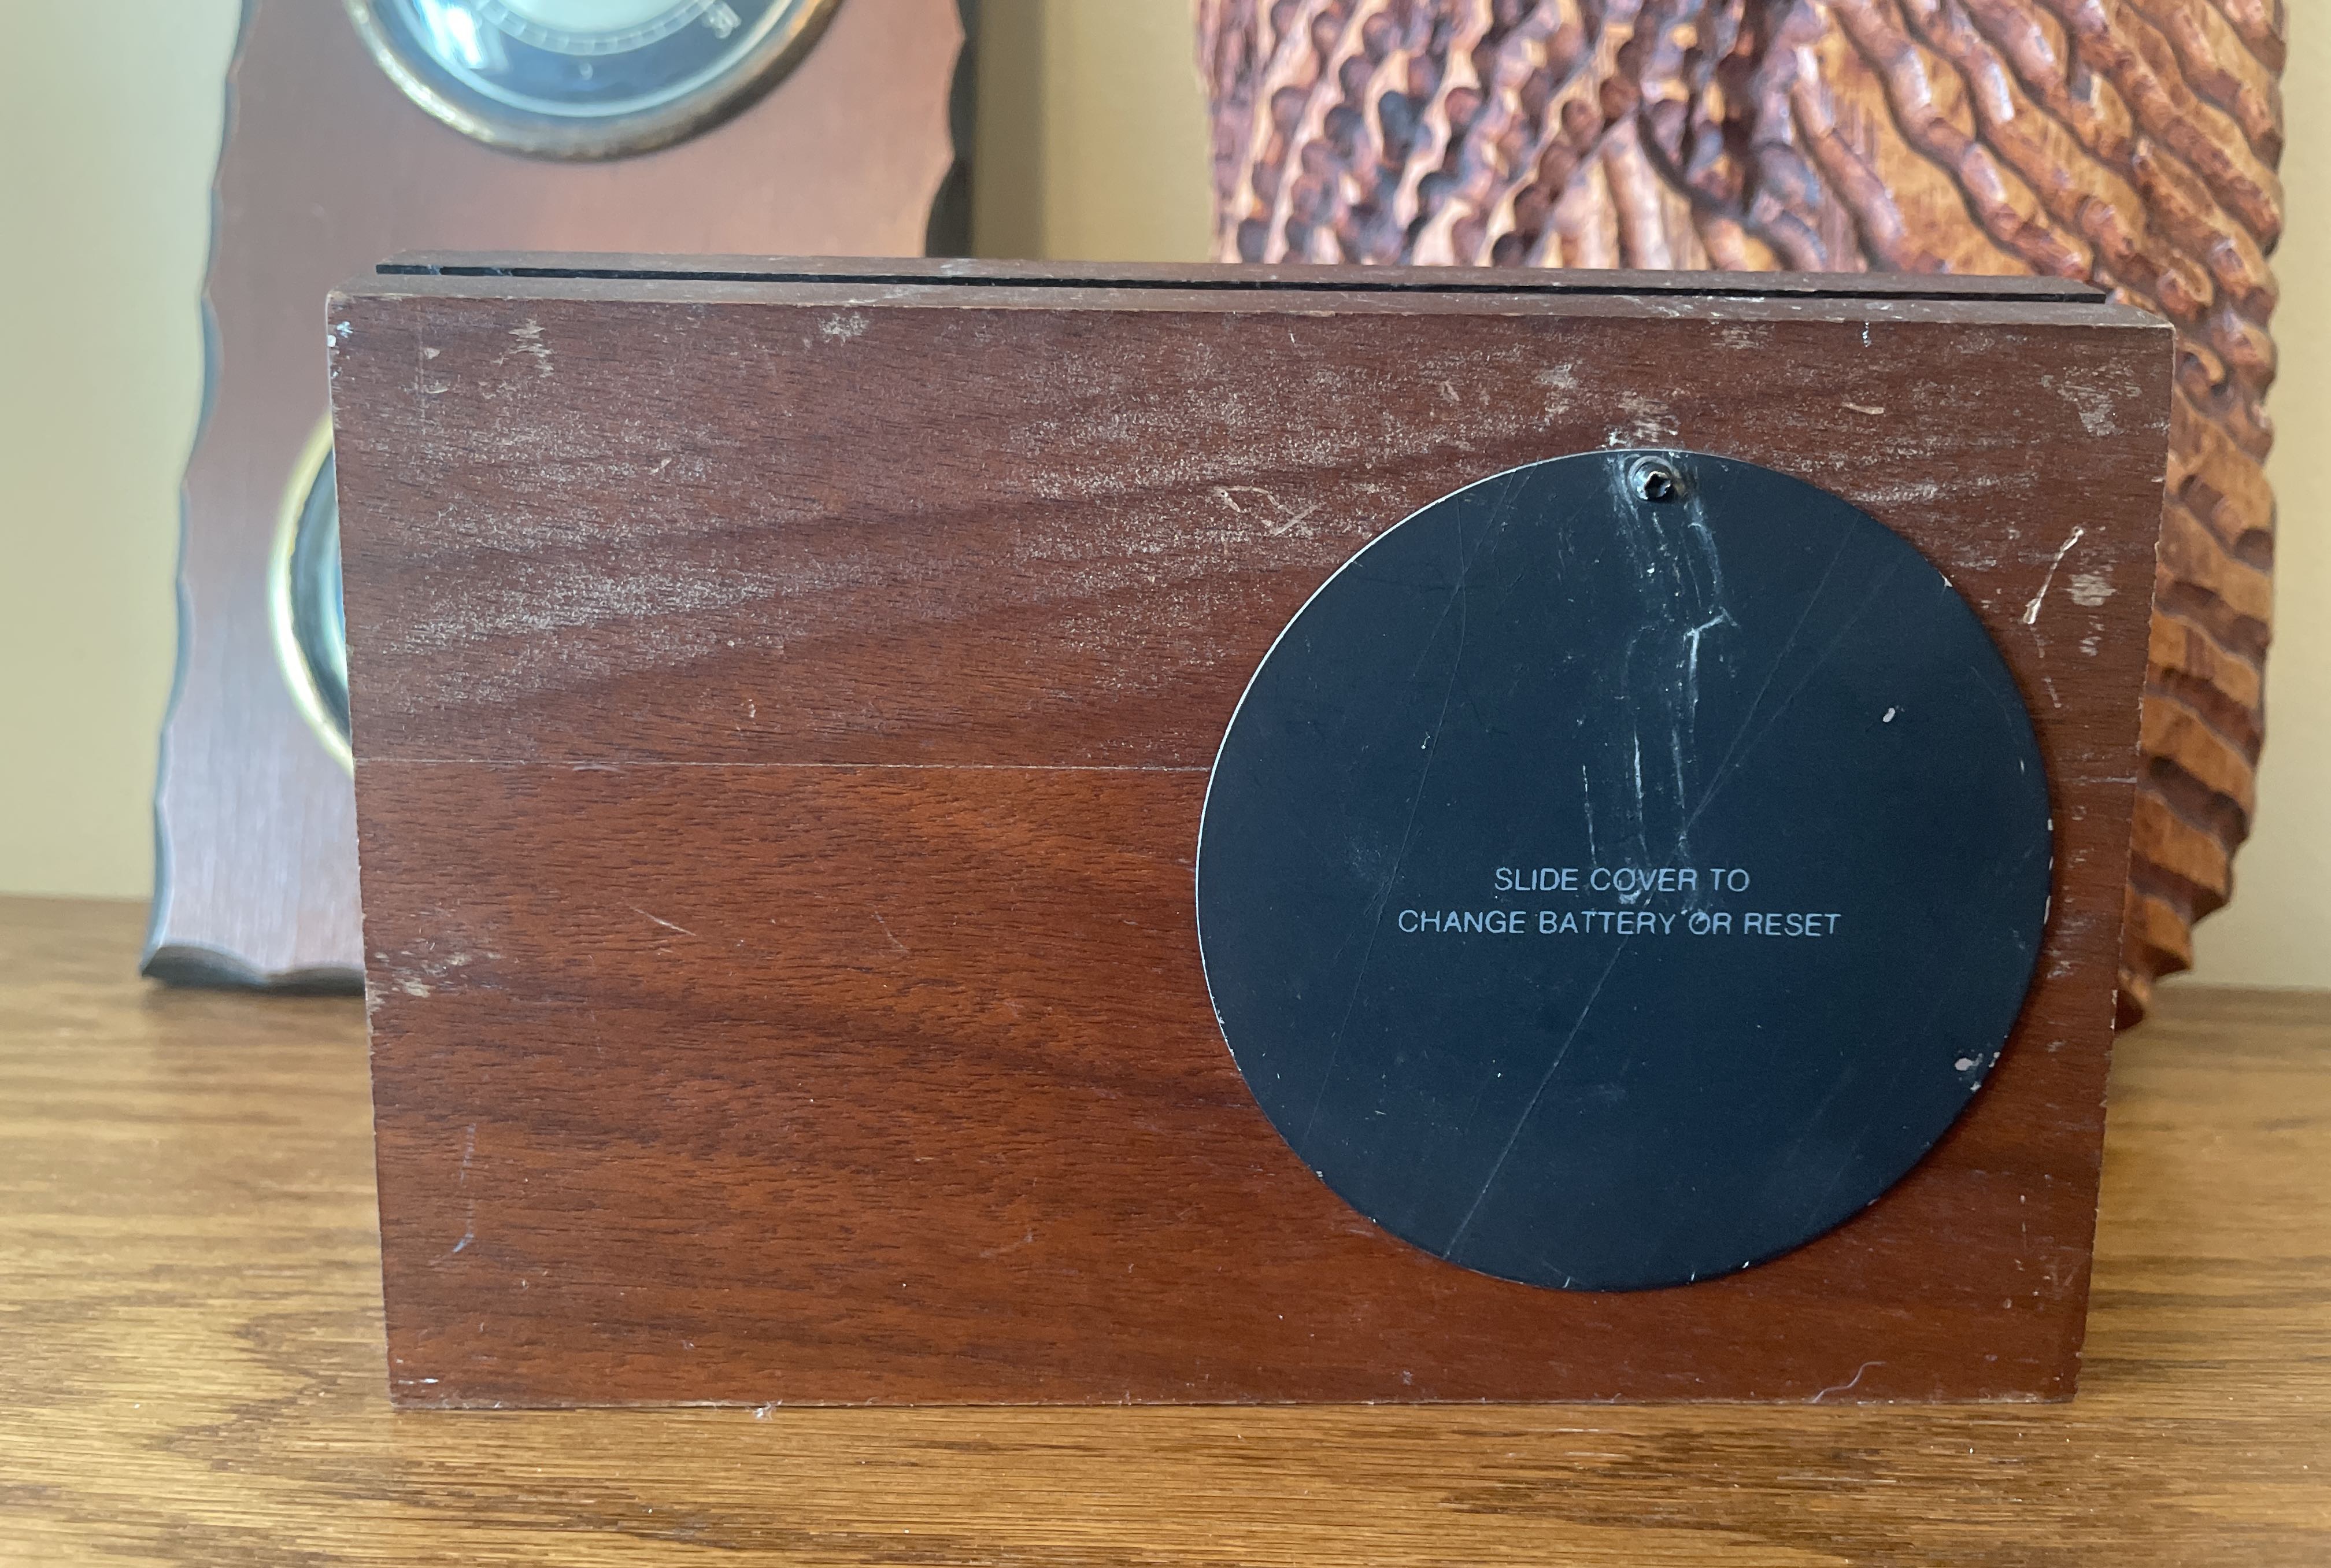 SLIDE COVER TO
CHANGE BATTERY OR RESET